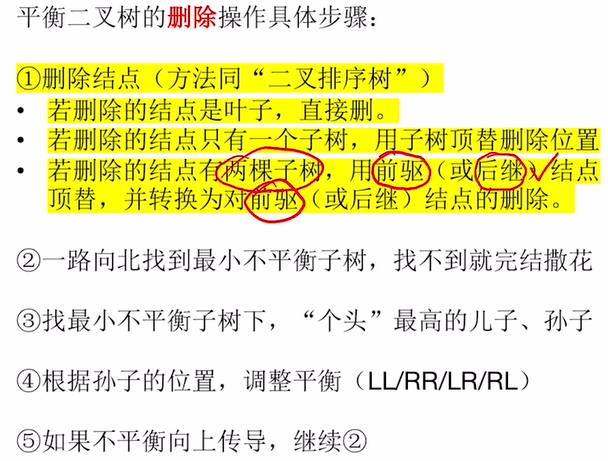 平衡二叉树的删除操作具体步骤：
①删除结点（方法同“二叉排序树”）
• 若删除的结点是叶子，直接删。
• 若删除的结点只有一个子树，用子树顶替删除位置
• 若删除的结点有两棵子树，用前驱（或后继）结点
顶替，并转换为对前驱（或后继）结点的删除。
②一路向北找到最小不平衡子树，找不到就完结撒花
③找最小不平衡子树下，“个头”最高的儿子、孙子
④根据孙子的位置，调整平衡（LL/RR/LR/RL）
⑤如果不平衡向上传导，继续②